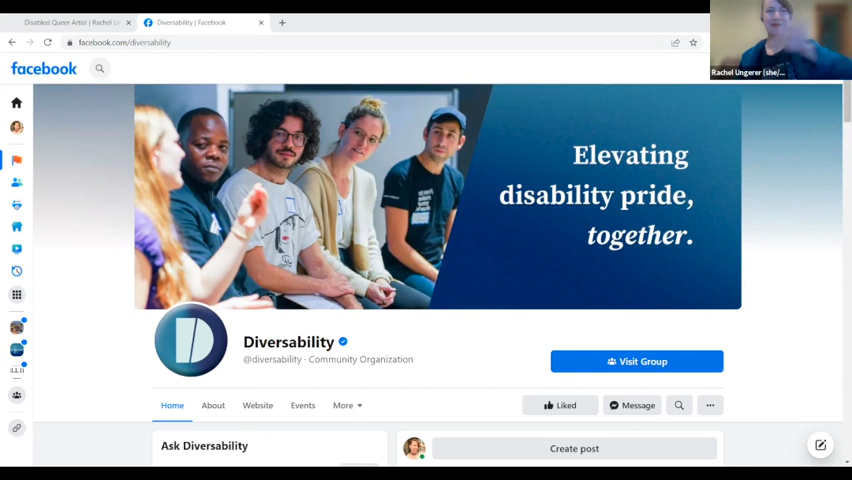 Disabled Queer Artist | Rachel Un
Diversability | Facebook
facebook.com/diversability
Rachel Ungerer (she/...
facebook
Elevating
disability pride,
together.
D
Diversability
@diversability · Community Organization
Visit Group
Home
About
Website
Events
More
Liked
Message
Ask Diversability
Create post